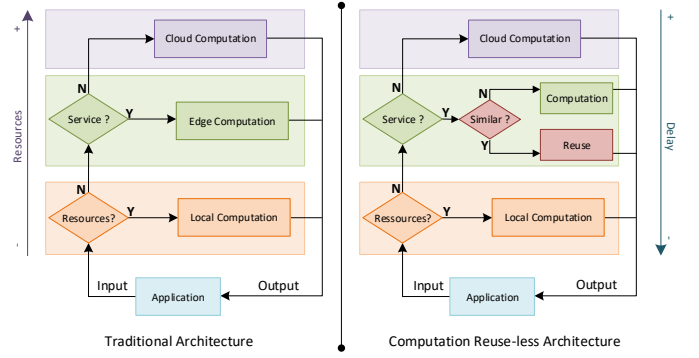 +
Resources
-
Cloud Computation
N
Service ?
Y
Edge Computation
N
Resources?
Y
Local Computation
Input
Output
Application
Traditional Architecture
Cloud Computation
N
Service ?
Y
Similar ?
N
Computation
Y
Reuse
N
Ressources?
Y
Local Computation
Input
Output
Application
Computation Reuse-less Architecture
+
Delay
-